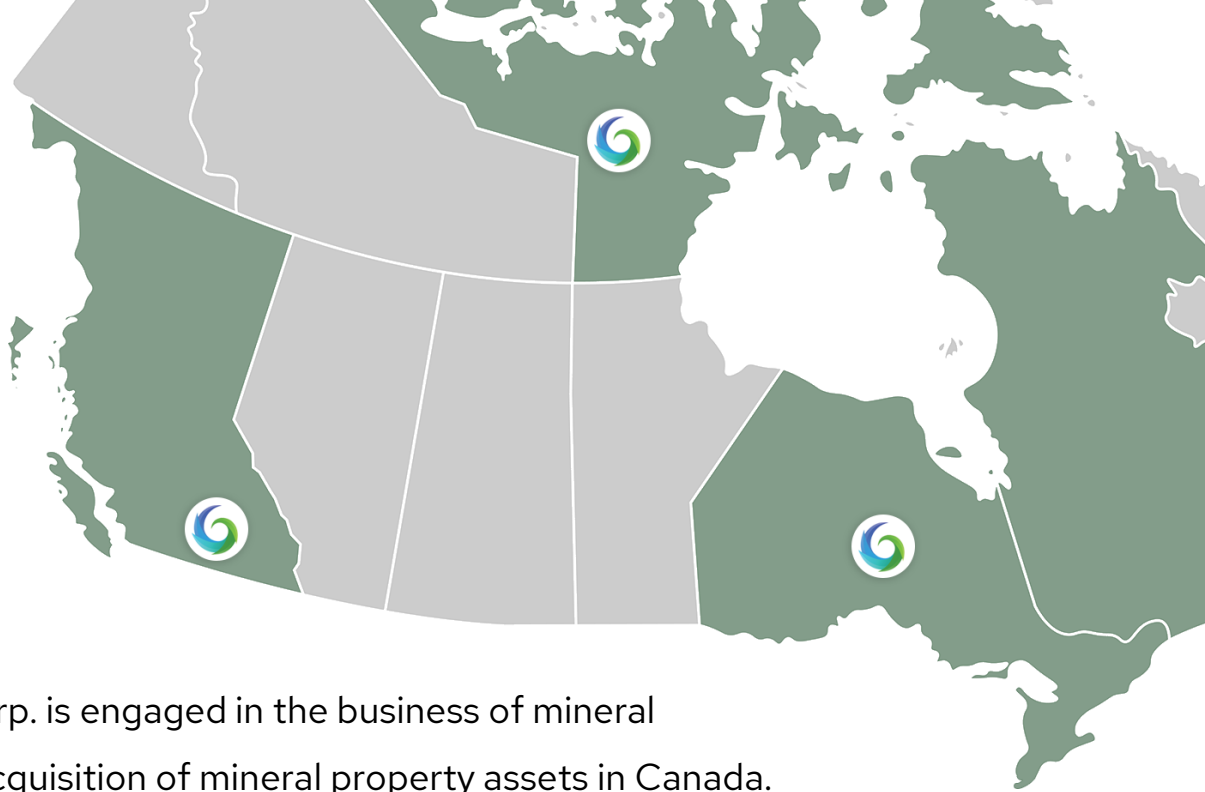 rp. is engaged in the business of mineral
cquisition of mineral property assets in Canada.